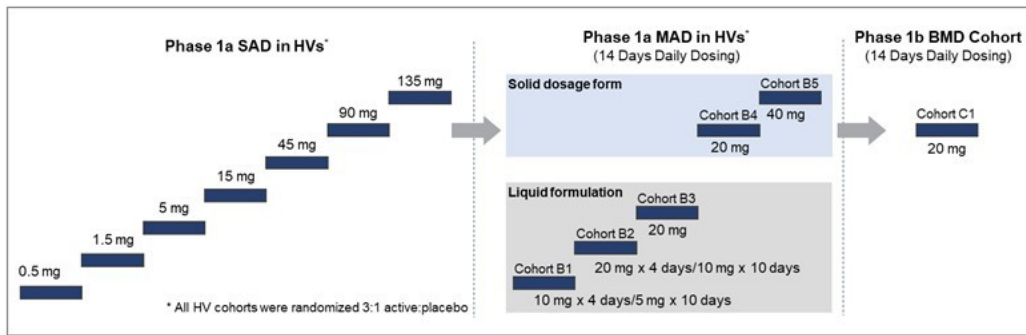 Phase 1a SAD in HVs*
135 mg
90 mg
45 mg
15 mg
5 mg
1.5 mg
0.5 mg
* All HV cohorts were randomized 3:1 active:placebo
Phase 1a MAD in HVs*
(14 Days Daily Dosing)
Solid dosage form
Cohort B5
40 mg
Cohort B4
20 mg
Liquid formulation
Cohort B3
20 mg
Cohort B2
20 mg x 4 days/10 mg x 10 days
Cohort B1
10 mg x 4 days/5 mg x 10 days
Phase 1b BMD Cohort
(14 Days Daily Dosing)
Cohort C1
20 mg